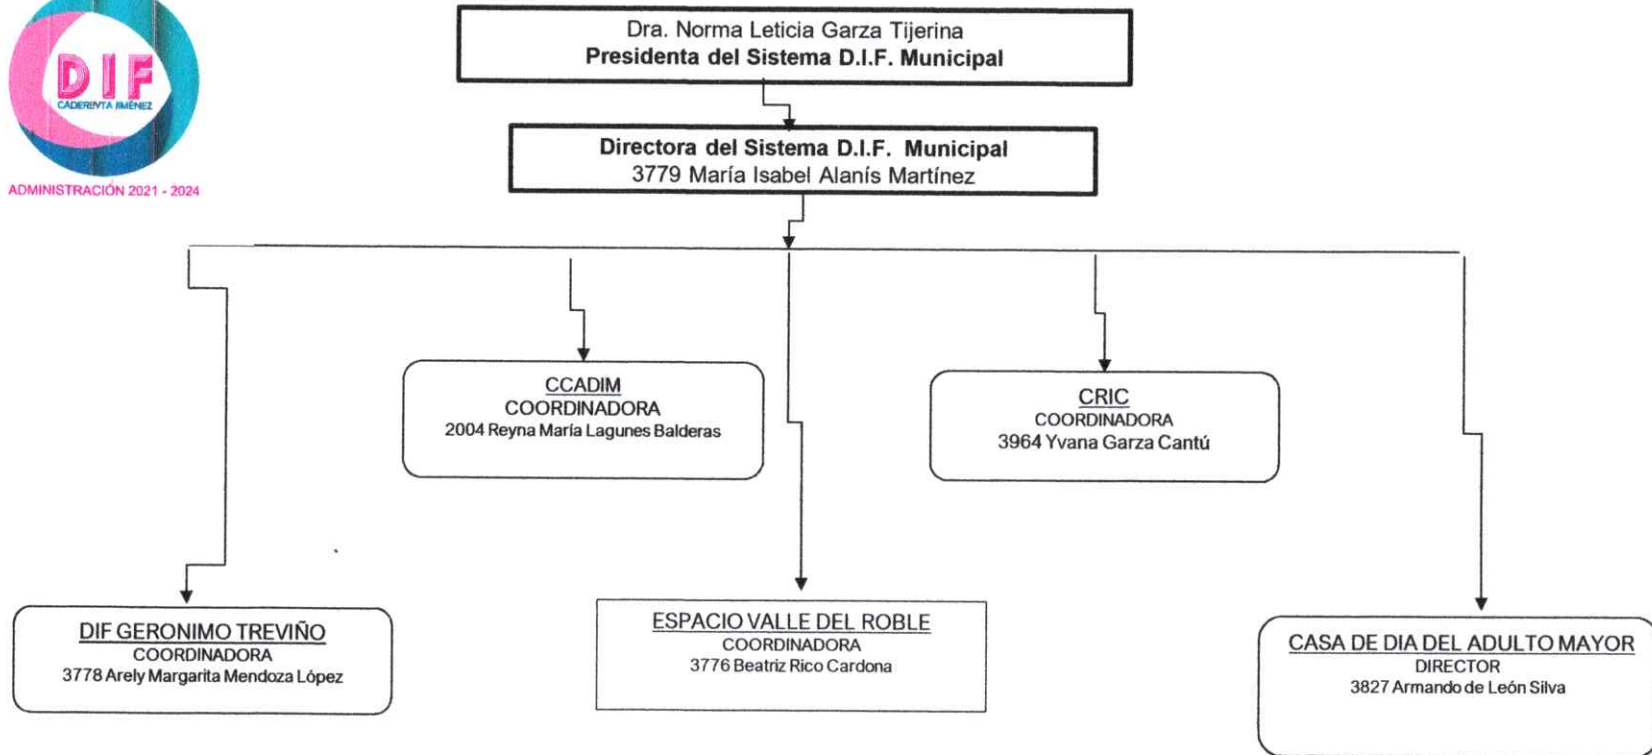 DIF
CADEREYTA JIMÉNEZ
ADMINISTRACIÓN 2021 - 2024
Dra. Norma Leticia Garza Tijerina
Presidenta del Sistema D.I.F. Municipal
Directora del Sistema D.I.F. Municipal
3779 María Isabel Alanís Martínez
CCADIM
COORDINADORA
2004 Reyna María Lagunes Balderas
CRIC
COORDINADORA
3964 Yvana Garza Cantú
DIF GERONIMO TREVIÑO
COORDINADORA
3778 Arely Margarita Mendoza López
ESPACIO VALLE DEL ROBLE
COORDINADORA
3776 Beatriz Rico Cardona
CASA DE DIA DEL ADULTO MAYOR
DIRECTOR
3827 Armando de León Silva